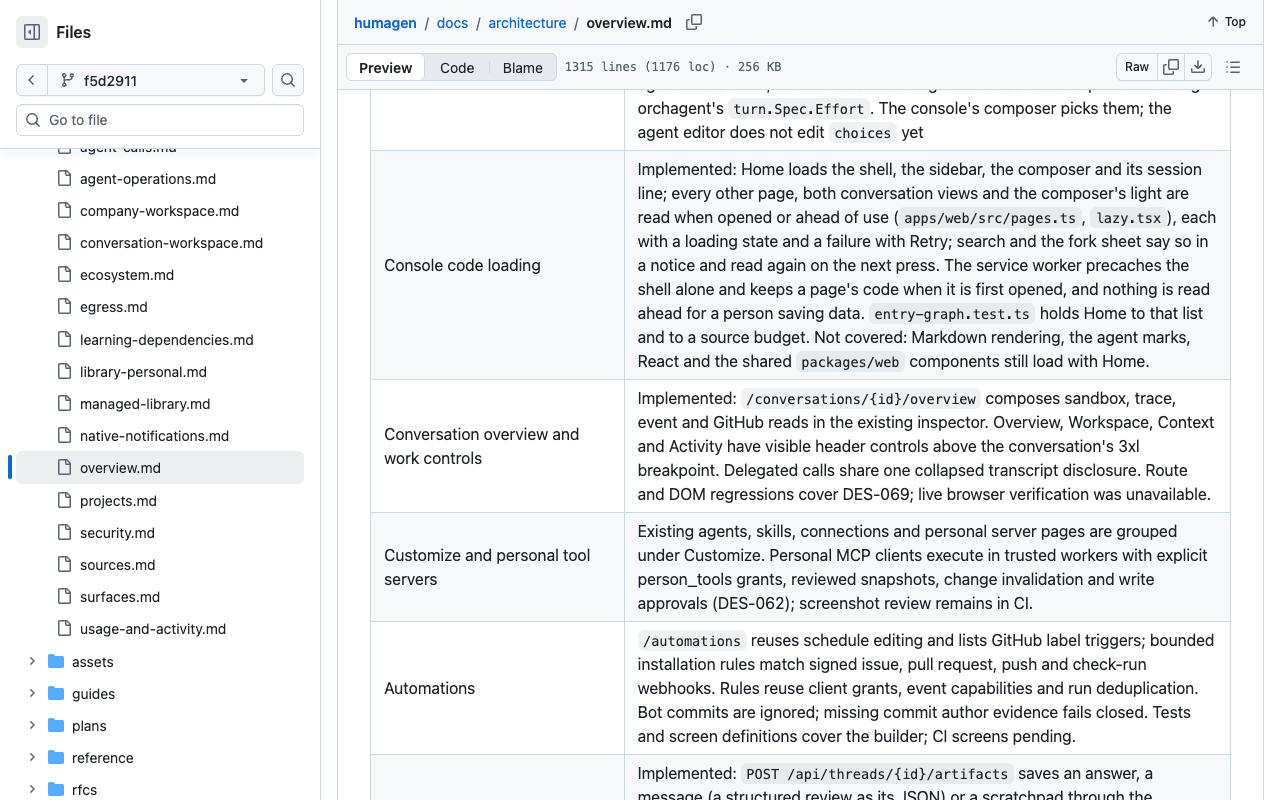 Files
f5d2911
Go to file
agent-calls.md
agent-operations.md
company-workspace.md
conversation-workspace.md
ecosystem.md
egress.md
learning-dependencies.md
library-personal.md
managed-library.md
native-notifications.md
overview.md
projects.md
security.md
sources.md
surfaces.md
usage-and-activity.md
assets
guides
plans
reference
rfcs
humagen / docs / architecture / overview.md
Top
Preview Code Blame 1315 lines (1176 loc) · 256 KB
Raw
orchagent's turn.Spec.Effort. The console's composer picks them; the
agent editor does not edit choices yet
Console code loading
Implemented: Home loads the shell, the sidebar, the composer and its session
line; every other page, both conversation views and the composer's light are
read when opened or ahead of use ( apps/web/src/pages.ts , lazy.tsx ), each
with a loading state and a failure with Retry; search and the fork sheet say so in
a notice and read again on the next press. The service worker precaches the
shell alone and keeps a page's code when it is first opened, and nothing is read
ahead for a person saving data. entry-graph.test.ts holds Home to that list
and to a source budget. Not covered: Markdown rendering, the agent marks,
React and the shared packages/web components still load with Home.
Conversation overview and
work controls
Implemented: /conversations/{id}/overview composes sandbox, trace,
event and GitHub reads in the existing inspector. Overview, Workspace, Context
and Activity have visible header controls above the conversation's 3xl
breakpoint. Delegated calls share one collapsed transcript disclosure. Route
and DOM regressions cover DES-069; live browser verification was unavailable.
Customize and personal tool
servers
Existing agents, skills, connections and personal server pages are grouped
under Customize. Personal MCP clients execute in trusted workers with explicit
person_tools grants, reviewed snapshots, change invalidation and write
approvals (DES-062); screenshot review remains in CI.
Automations
/automations reuses schedule editing and lists GitHub label triggers; bounded
installation rules match signed issue, pull request, push and check-run
webhooks. Rules reuse client grants, event capabilities and run deduplication.
Bot commits are ignored; missing commit author evidence fails closed. Tests
and screen definitions cover the builder; CI screens pending.
Implemented: POST /api/threads/{id}/artifacts saves an answer, a
message (a structured review as its JSON) or a scratchpad through the